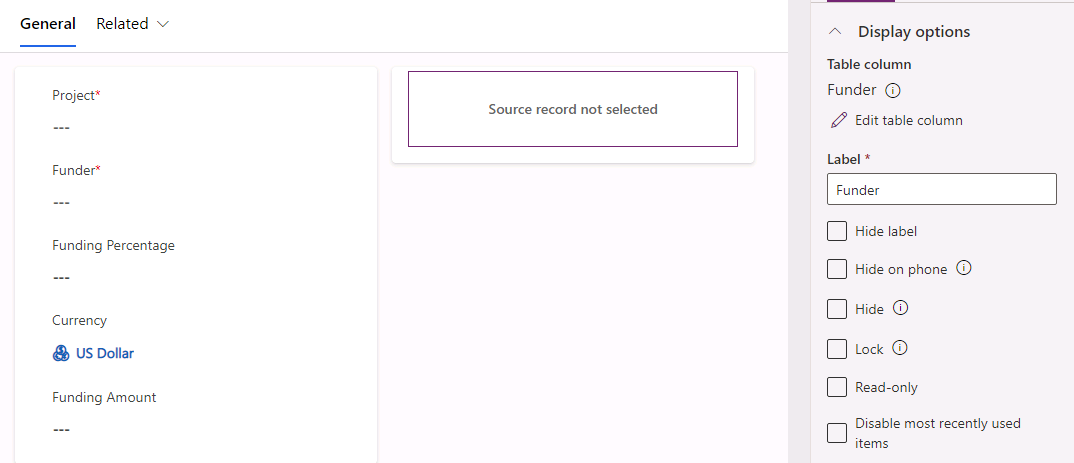 General Related
Project*
---
Funder*
---
Funding Percentage
---
Currency
US Dollar
Funding Amount
---
Source record not selected
Display options
Table column
Funder
Edit table column
Label *
Funder
Hide label
Hide on phone
Hide
Lock
Read-only
Disable most recently used
items